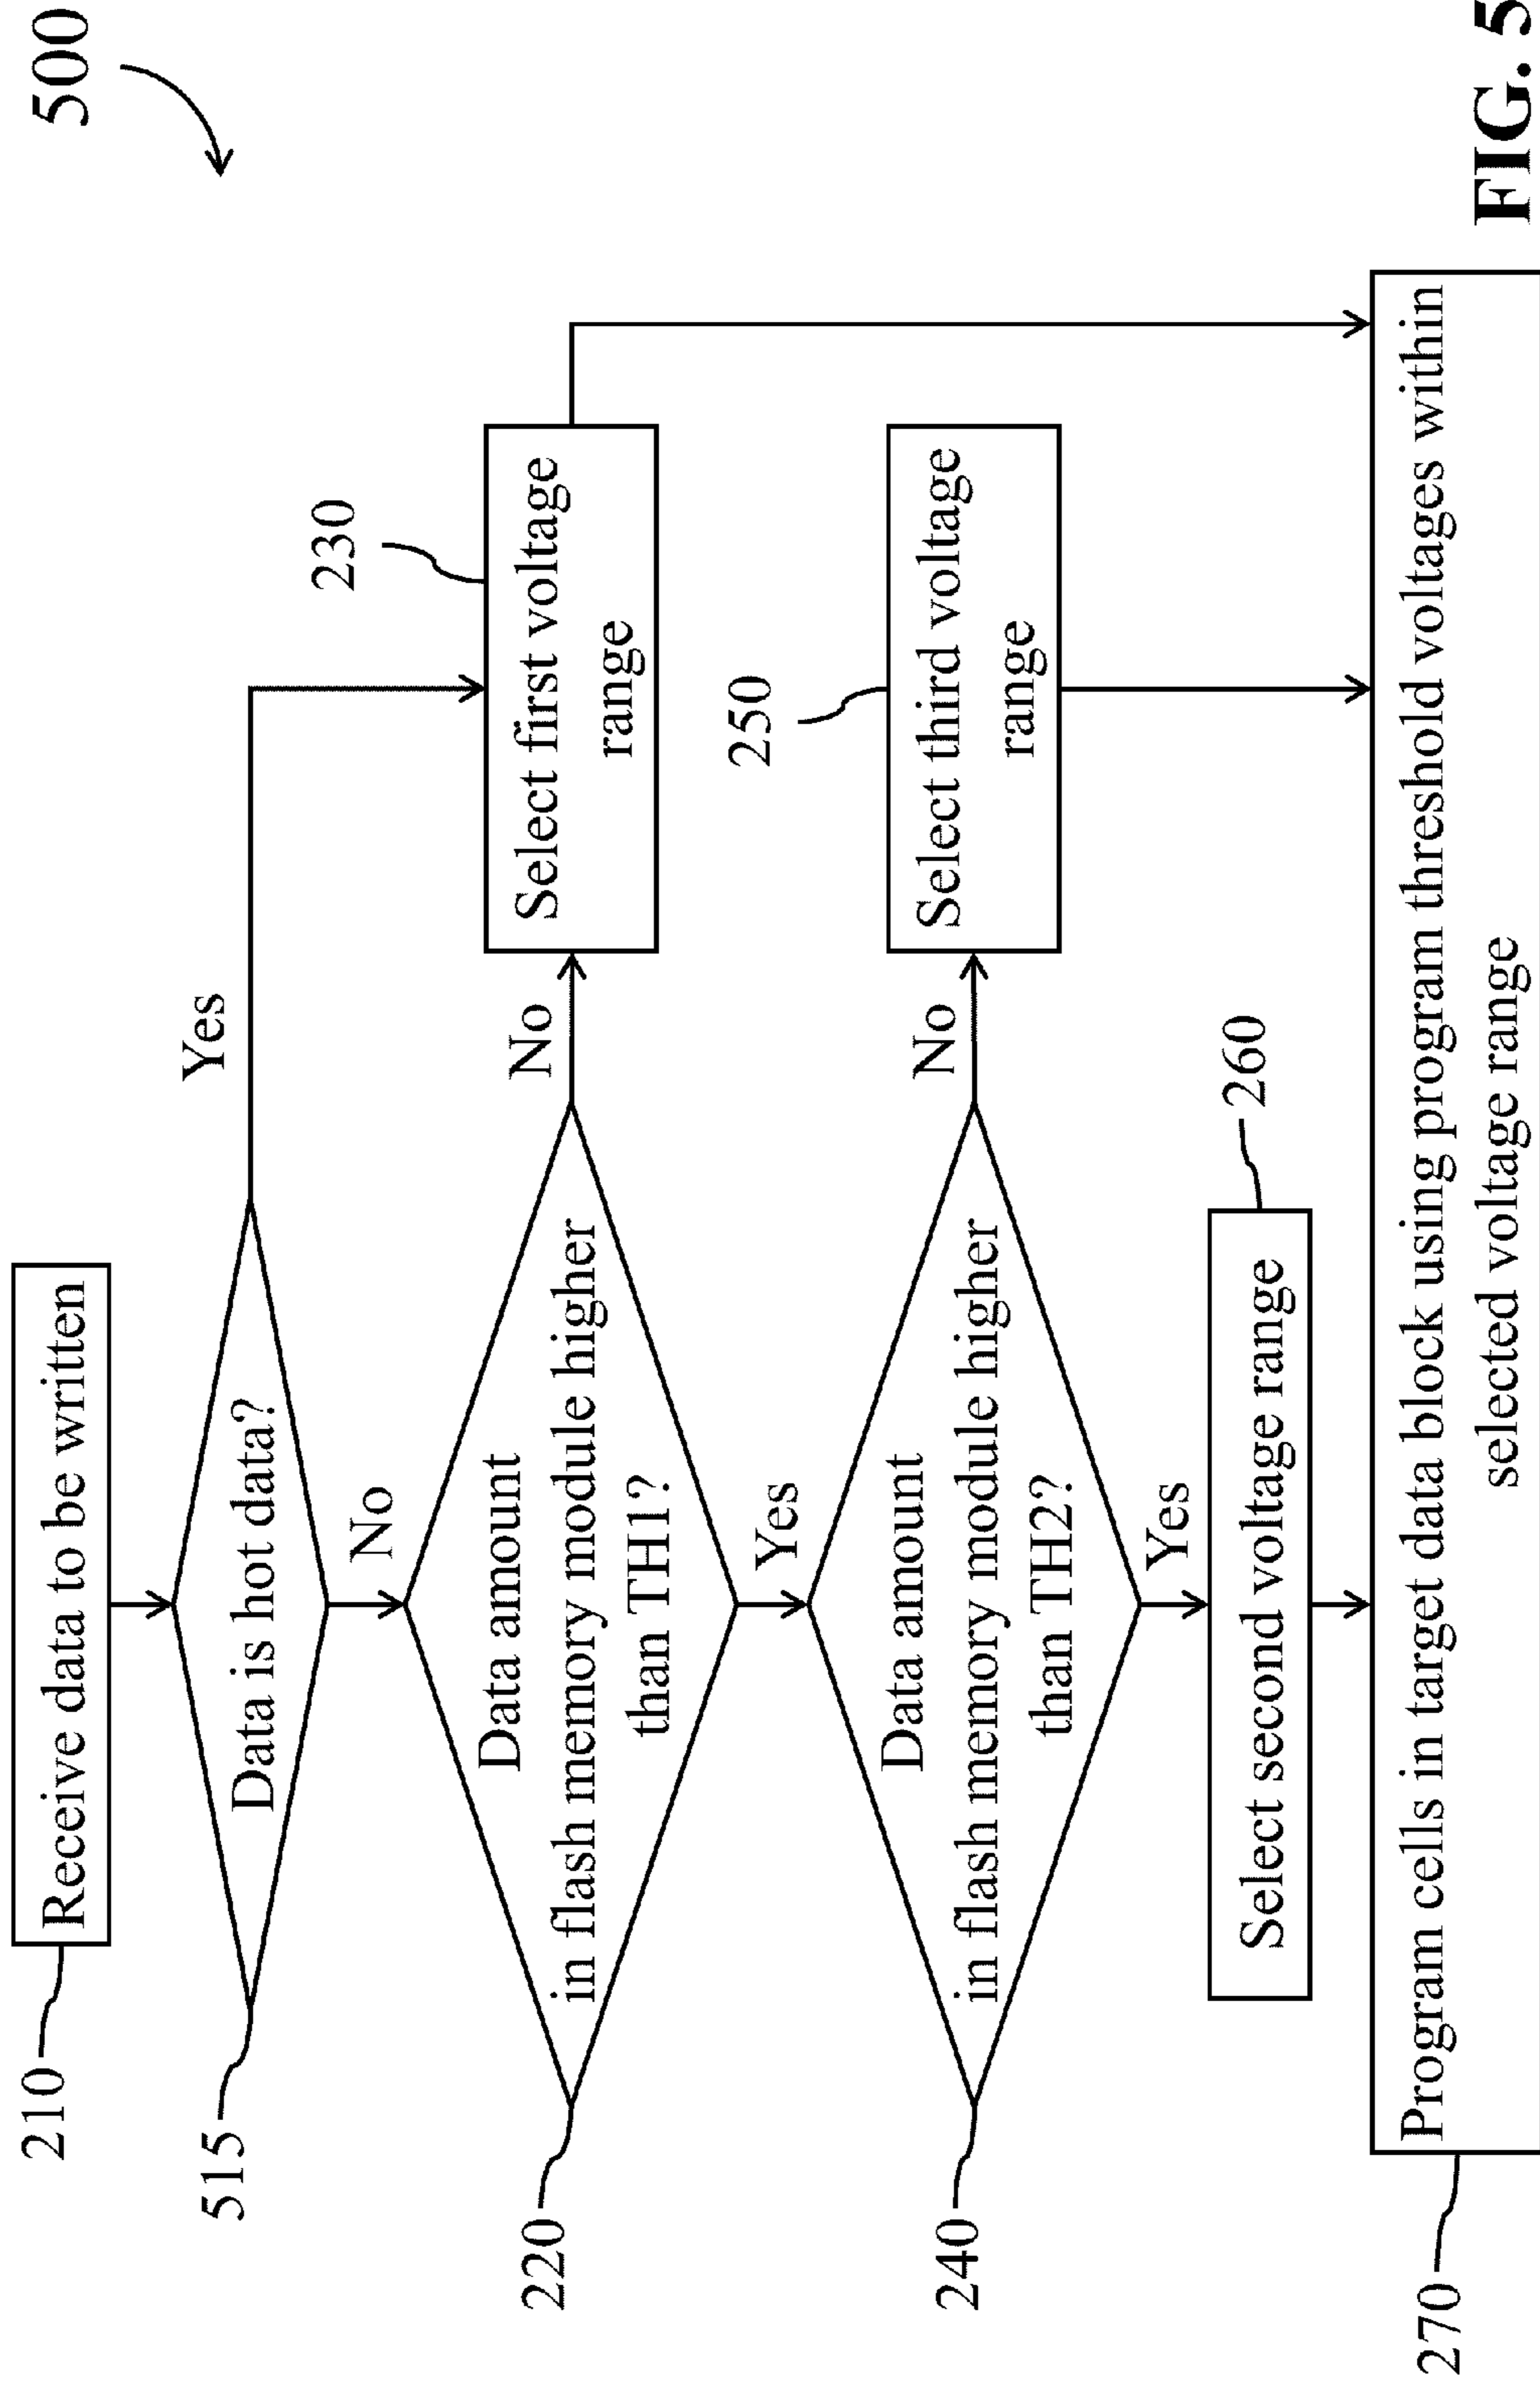 500
210
Receive data to be written
515
Data is hot data?
Yes
No
230
220
Data amount
in flash memory module higher
than TH1?
No
Select first voltage
range
Yes
250
240
Data amount
in flash memory module higher
than TH2?
No
Select third voltage
range
Yes
260
Select second voltage range
270
Program cells in target data block using program threshold voltages within
selected voltage range
FIG. 5